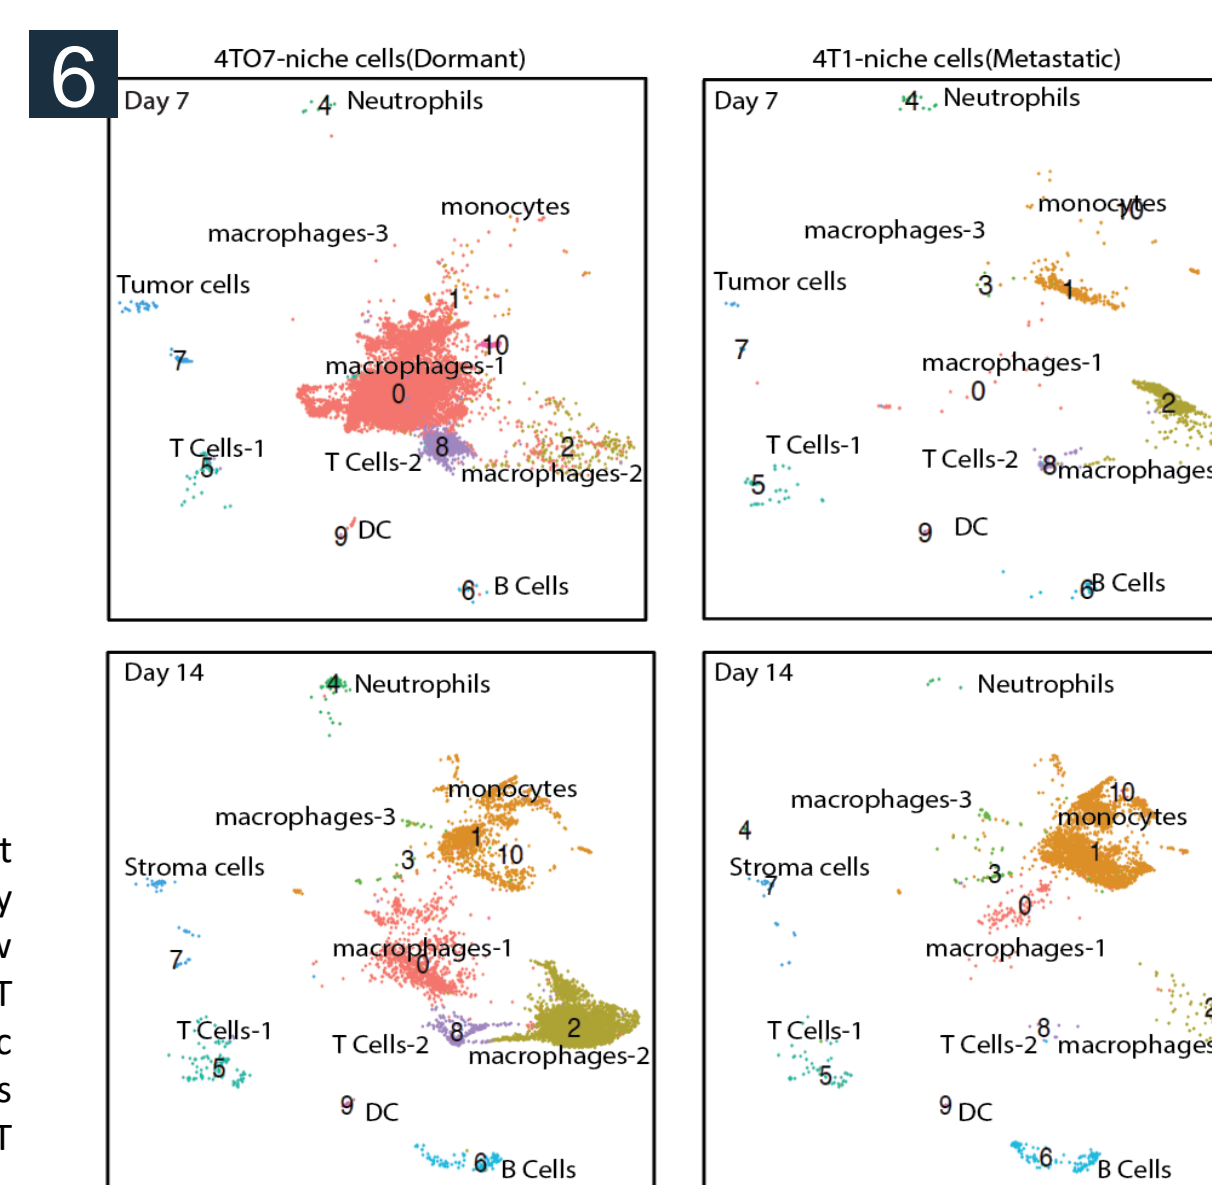 6
4TO7-niche cells(Dormant)
4T1-niche cells(Metastatic)
Day 7
4 Neutrophils
monocytes
macrophages-3
Tumor cells
1
10
7
macrophages-1
0
T Cells-1
5
T Cells-2
8
2
macrophages-2
9 DC
6 B Cells
Day 7
4 Neutrophils
monocytes
10
macrophages-3
Tumor cells
3
1
7
macrophages-1
0
2
T Cells-1
5
T Cells-2
8 macrophages
9 DC
6 B Cells
Day 14
4 Neutrophils
monocytes
macrophages-3
1
3
10
Stroma cells
macrophages-1
0
7
T Cells-1
5
T Cells-2
8
2
macrophages-2
9 DC
6 B Cells
Day 14
Neutrophils
10
macrophages-3
monocytes
4
1
Stroma cells
7
3
0
macrophages-1
2
T Cells-1
5
8
T Cells-2 macrophages
9 DC
6 B Cells
t
y
w
T
c
s
T